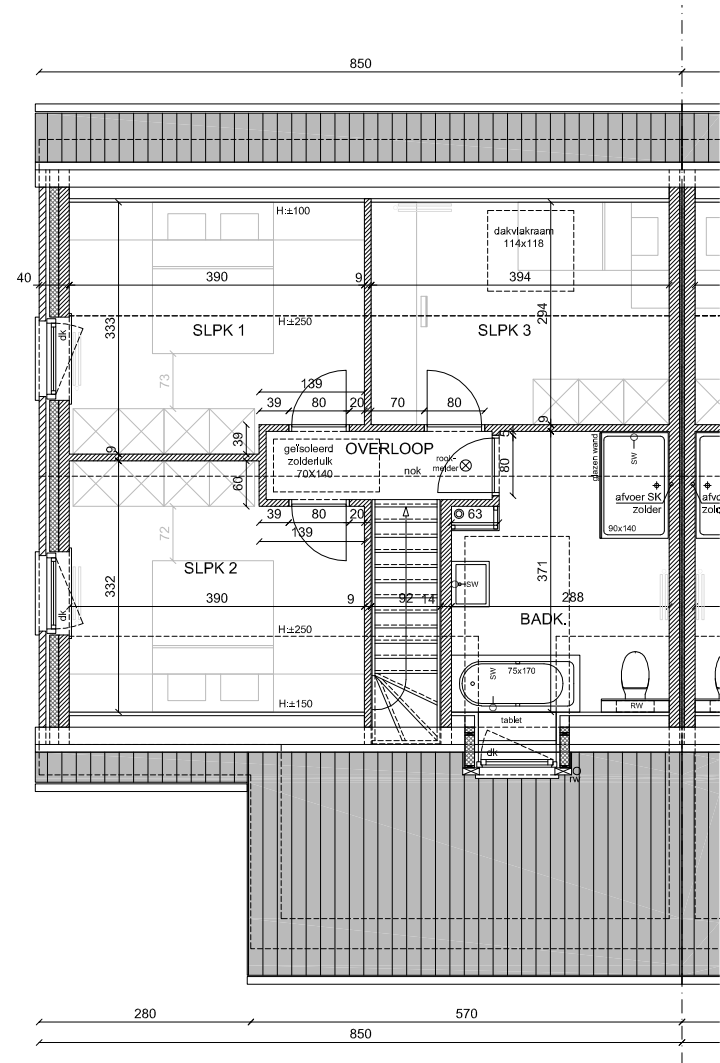 850
H:±100
dakvlakraam
114x118
40
390
9
394
dk
333
SLPK 1
H:±250
294
SLPK 3
73
139
39
80
20
70
80
9
9
39
geïsoleerd
zolderluik
70X140
OVERLOOP
nok
rook-
melder
5
80
glazen wand
SW
afvoer SK
zolder
90x140
60
39
80
20
63
139
72
SLPK 2
332
371
SW
390
9
92
14
288
dk
BADK.
H:±250
SW
75x170
H:±150
RW
tablet
dk
rw
280
570
850